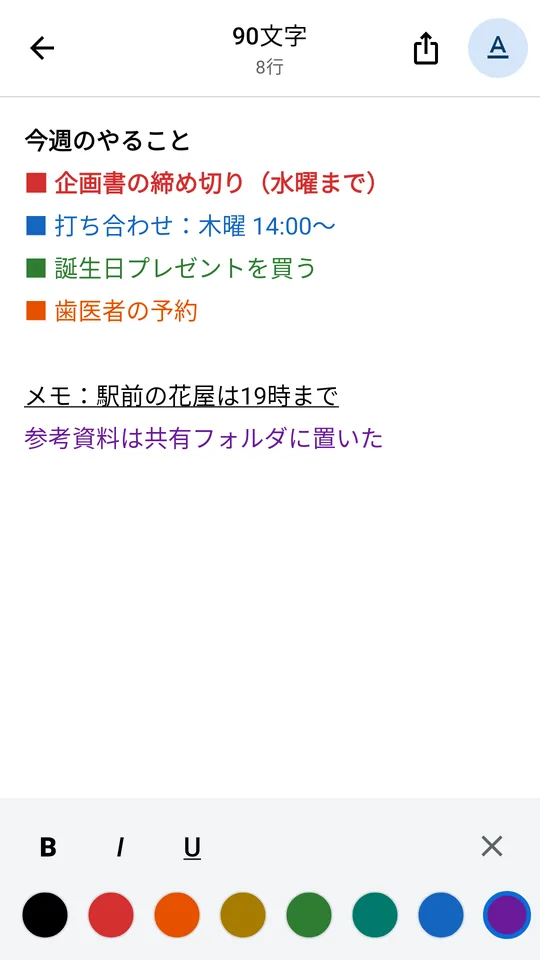 90文字
8行
A
今週のやること
■ 企画書の締め切り（水曜まで）
■ 打ち合わせ：木曜 14:00〜
■ 誕生日プレゼントを買う
■ 歯医者の予約
メモ：駅前の花屋は19時まで
参考資料は共有フォルダに置いた
B I U